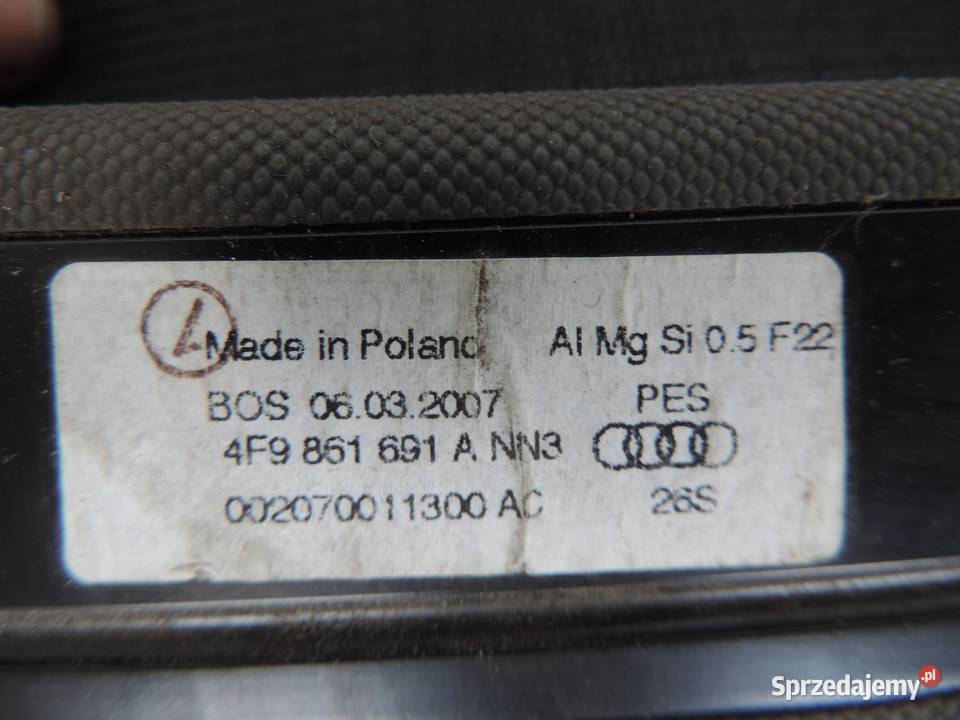 Made in Poland Al Mg Si 0.5 F22
BOS 06.03.2007 PES
4F9 861 691 A NN3
002070011300 AC 26S
Sprzedajemy.pl